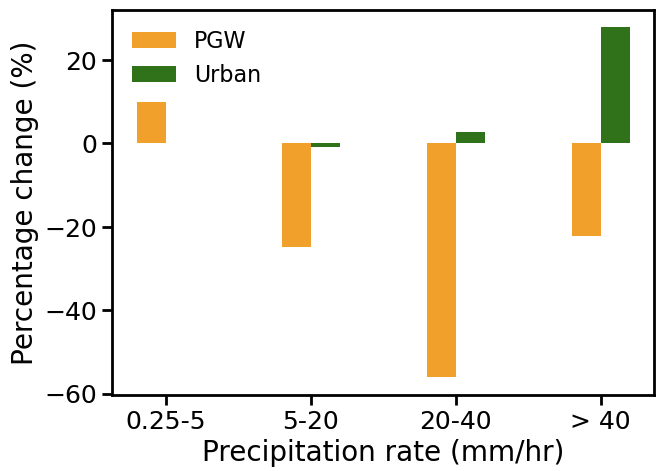 PGW
Urban
20
0
−20
−40
−60
Percentage change (%)
0.25-5 5-20 20-40 > 40
Precipitation rate (mm/hr)